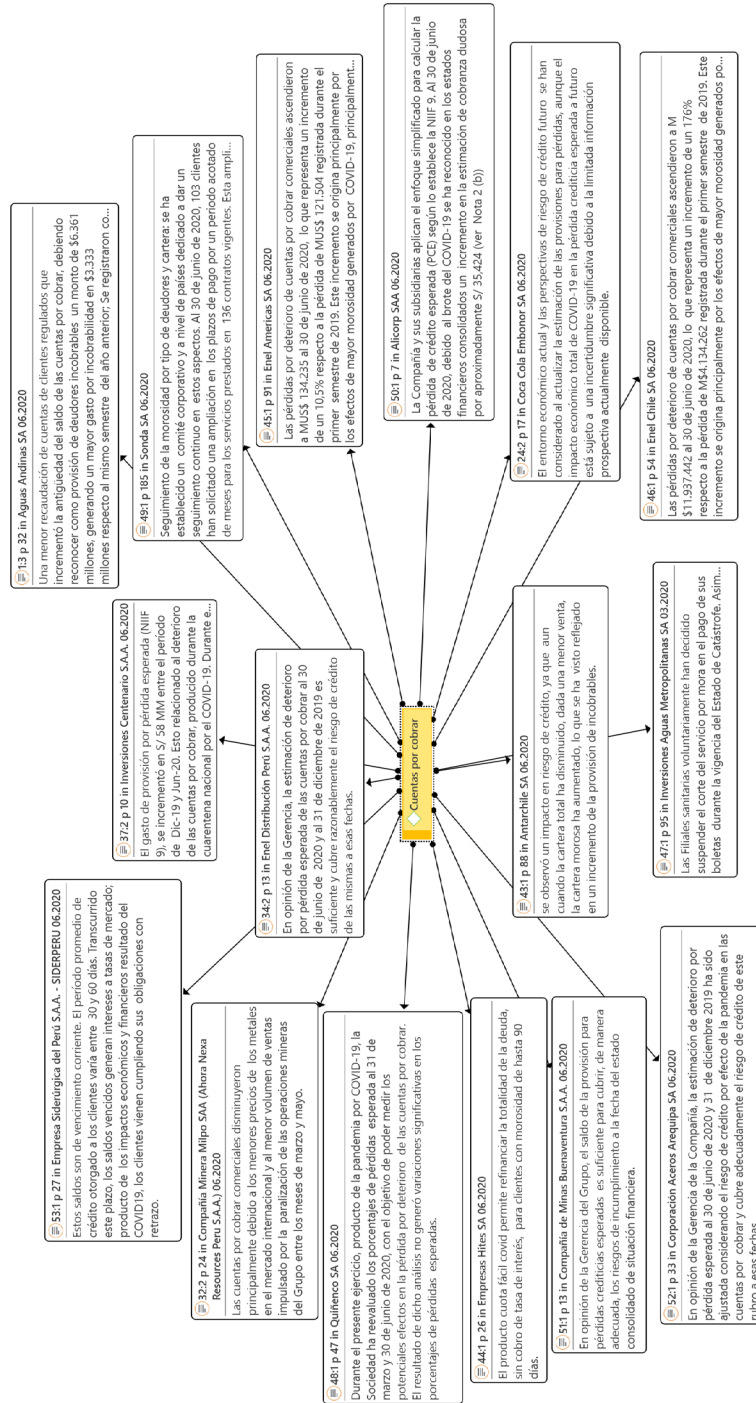 53:1 p 27 in Empresa Siderúrgica del Perú S.A.A. - SIDERPERU 06.2020
Estos saldos son de vencimiento corriente. El período promedio de
crédito otorgado a los clientes varía entre 30 y 60 días. Transcurrido
este plazo, los saldos vencidos generan intereses a tasas de mercado;
producto de los impactos económicos y financieros resultado del
COVID19, los clientes vienen cumpliendo sus obligaciones con
retrazo.
32:2 p 24 in Compañia Minera Milpo SAA (Ahora Nexa
Resources Peru S.A.A.) 06.2020
Las cuentas por cobrar comerciales disminuyeron
principalmente debido a los menores precios de los metales
en el mercado internacional y al menor volumen de ventas
impulsado por la paralización de las operaciones mineras
del Grupo entre los meses de marzo y mayo.
48:1 p 47 in Quiñenco SA 06.2020
Durante el presente ejercicio, producto de la pandemia por COVID-19, la
Sociedad ha reevaluado los porcentajes de pérdidas esperada al 31 de
marzo y 30 de junio de 2020, con el objetivo de poder medir los
potenciales efectos en la pérdida por deterioro de las cuentas por cobrar.
El resultado de dicho análisis no generó variaciones significativas en los
porcentajes de pérdidas esperadas.
44:1 p 26 in Empresas Hites SA 06.2020
El producto cuota fácil covid permite refinanciar la totalidad de la deuda,
sin cobro de tasa de interés, para clientes con morosidad de hasta 90
días.
51:1 p 13 in Compañía de Minas Buenaventura S.A.A. 06.2020
En opinión de la Gerencia del Grupo, el saldo de la provisión para
pérdidas crediticias esperadas es suficiente para cubrir, de manera
adecuada, los riesgos de incumplimiento a la fecha del estado
consolidado de situación financiera.
52:1 p 33 in Corporación Aceros Arequipa SA 06.2020
En opinión de la Gerencia de la Compañía, la estimación de deterioro por
pérdida esperada al 30 de junio de 2020 y 31 de diciembre 2019 ha sido
ajustada considerando el riesgo de crédito por efecto de la pandemia en las
cuentas por cobrar y cubre adecuadamente el riesgo de crédito de este
rubro a esas fechas
37:2 p 10 in Inversiones Centenario S.A.A. 06.2020
El gasto de provisión por pérdida esperada (NIIF
9), se incrementó en S/ 58 MM entre el período
de Dic-19 y Jun-20. Esto relacionado al deterioro
de las cuentas por cobrar, producido durante la
cuarentena nacional por el COVID-19. Durante e...
34:2 p 13 in Enel Distribución Perú S.A.A. 06.2020
En opinión de la Gerencia, la estimación de deterioro
por pérdida esperada de las cuentas por cobrar al 30
de junio de 2020 y al 31 de diciembre de 2019 es
suficiente y cubre razonablemente el riesgo de crédito
de las mismas a esas fechas.
Cuentas por cobrar
43:1 p 88 in Antarchile SA 06.2020
se observó un impacto en riesgo de crédito, ya que aun
cuando la cartera total ha disminuido, dada una menor venta,
la cartera morosa ha aumentado, lo que se ha visto reflejado
en un incremento de la provisión de incobrables.
47:1 p 95 in Inversiones Aguas Metropolitanas SA 03.2020
Las Filiales sanitarias voluntariamente han decidido
suspender el corte del servicio por mora en el pago de sus
boletas durante la vigencia del Estado de Catástrofe. Asim...
1:3 p 32 in Aguas Andinas SA 06.2020
Una menor recaudación de cuentas de clientes regulados que
incrementó la antigüedad del saldo de las cuentas por cobrar, debiendo
reconocer como provisión de deudores incobrables un monto de $6.361
millones, generando un mayor gasto por incobrabilidad en $3.333
millones respecto al mismo semestre del año anterior; Se registraron co...
49:1 p 185 in Sonda SA 06.2020
Seguimiento de la morosidad por tipo de deudores y cartera: se ha
establecido un comité corporativo y a nivel de países dedicado a dar un
seguimiento continuo en estos aspectos. Al 30 de junio de 2020, 103 clientes
han solicitado una ampliación en los plazos de pago por un periodo acotado
de meses para los servicios prestados en 136 contratos vigentes. Esta ampli...
45:1 p 91 in Enel Americas SA 06.2020
Las pérdidas por deterioro de cuentas por cobrar comerciales ascendieron
a MUS$ 134.235 al 30 de junio de 2020, lo que representa un incremento
de un 10,5% respecto a la pérdida de MUS$ 121.504 registrada durante el
primer semestre de 2019. Este incremento se origina principalmente por
los efectos de mayor morosidad generados por COVID-19, principalment...
50:1 p 7 in Alicorp SAA 06.2020
La Compañía y sus subsidiarias aplican el enfoque simplificado para calcular la
pérdida de crédito esperada (PCE) según lo establece la NIIF 9. Al 30 de junio
de 2020, debido al brote del COVID-19 se ha reconocido en los estados
financieros consolidados un incremento en la estimación de cobranza dudosa
por aproximadamente S/ 35,424 (ver Nota 2 (b)) 
24:2 p 17 in Coca Cola Embonor SA 06.2020
El entorno económico actual y las perspectivas de riesgo de crédito futuro se han
considerado al actualizar la estimación de las provisiones para pérdidas, aunque el
impacto económico total de COVID-19 en la pérdida crediticia esperada a futuro
está sujeto a una incertidumbre significativa debido a la limitada información
prospectiva actualmente disponible.
46:1 p 54 in Enel Chile SA 06.2020
Las pérdidas por deterioro de cuentas por cobrar comerciales ascendieron a M
$11.937.442 al 30 de junio de 2020, lo que representa un incremento de un 176%
respecto a la pérdida de M$4.134.262 registrada durante el primer semestre de 2019. Este
incremento se origina principalmente por los efectos de mayor morosidad generados po...